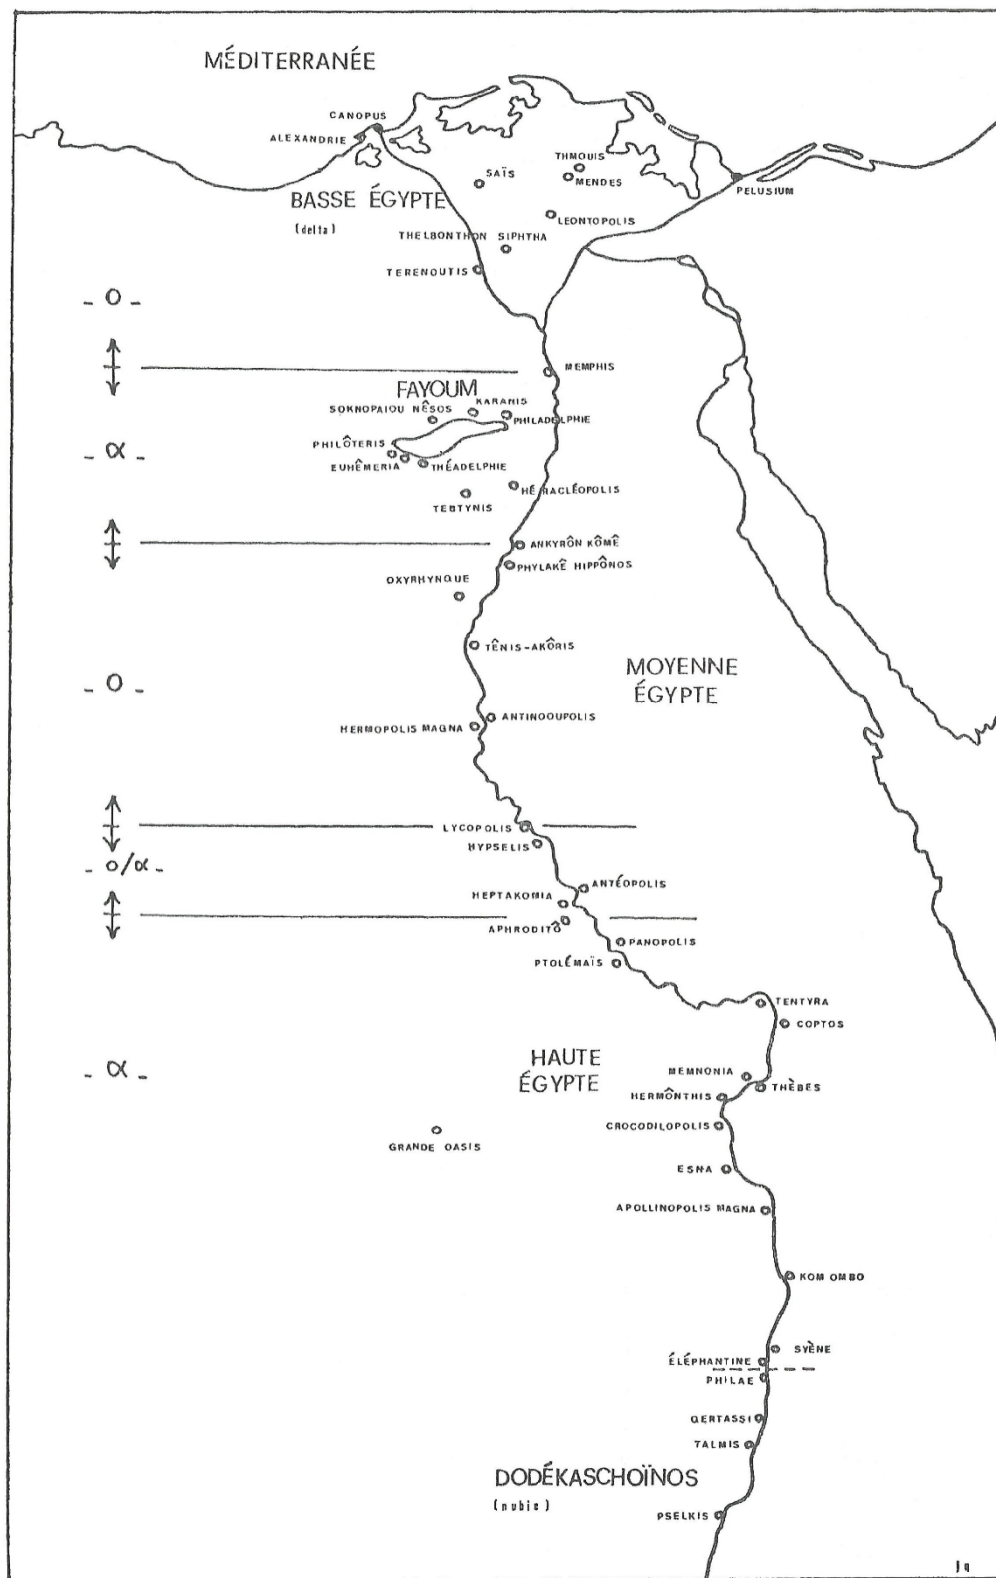 MÉDITERRANÉE
CANOPUS
ALEXANDRIE
THMOUIS
SAÏS
MENDES
PELUSIUM
BASSE ÉGYPTE
(delta)
LEONTOPOLIS
THELBONTHON SIPHTHA
TERENOUTIS
- O -
MEMPHIS
FAYOUM
KARANIS
SOKNOPAIOU NÊSOS
PHILADELPHIE
PHILÔTERIS
- α -
EUHÊMERIA
THÉADELPHIE
HÉRACLÉOPOLIS
TEBTYNIS
ANKYRÔN KÔMÊ
PHYLAKÊ HIPPÔNOS
OXYRHYNQUE
TÊNIS-AKÔRIS
MOYENNE
ÉGYPTE
- O -
ANTINOOUPOLIS
HERMOPOLIS MAGNA
LYCOPOLIS
HYPSELIS
- O/α -
ANTÉOPOLIS
HEPTAKOMIA
APHRODITÔ
PANOPOLIS
PTOLÉMAÏS
TENTYRA
COPTOS
HAUTE
ÉGYPTE
- α -
MEMNONIA
THÈBES
HERMÔNTHIS
CROCODILOPOLIS
GRANDE OASIS
ESNA
APOLLINOPOLIS MAGNA
KOM OMBO
SYÈNE
ÉLÉPHANTINE
PHILAE
QERTASSI
TALMIS
DODÉKASCHOÏNOS
(nubie)
PSELKIS